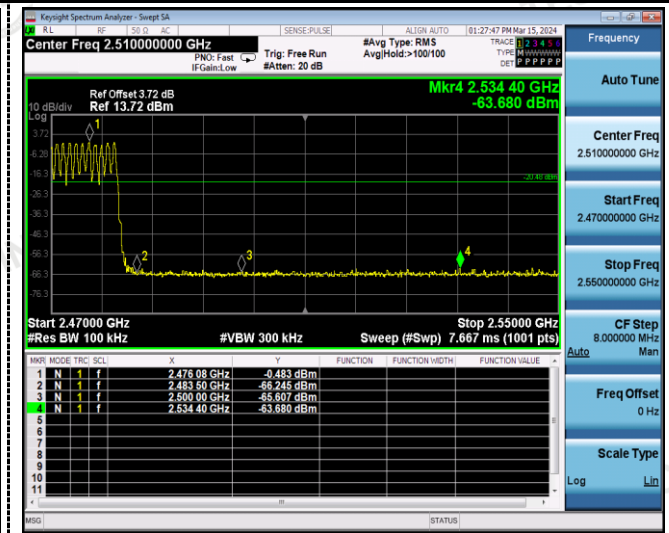 Keysight Spectrum Analyzer - Swept SA
RL RF 50 Ω AC SENSE:PULSE ALIGN AUTO 01:27:47 PM Mar 15, 2024
Center Freq 2.510000000 GHz
PNO: Fast
IFGain:Low
Trig: Free Run
#Atten: 20 dB
#Avg Type: RMS
Avg|Hold:>100/100
TRACE 1 2 3 4 5 6
TYPE M
DET P P P P P P
Frequency
Auto Tune
Mkr4 2.534 40 GHz
-63.680 dBm
Ref Offset 3.72 dB
10 dB/div Ref 13.72 dBm
Log
1
3.72
-6.28
-16.3
-20.48 dBm
-26.3
-36.3
-46.3
-56.3
2 3 4
-66.3
-76.3
Center Freq
2.510000000 GHz
Start Freq
2.470000000 GHz
Stop Freq
2.550000000 GHz
Start 2.47000 GHz Stop 2.55000 GHz
#Res BW 100 kHz #VBW 300 kHz Sweep (#Swp) 7.667 ms (1001 pts)
CF Step
8.000000 MHz
Auto Man
MKR MODE TRC SCL X Y FUNCTION FUNCTION WIDTH FUNCTION VALUE
1 N 1 f 2.476 08 GHz -0.483 dBm
2 N 1 f 2.483 50 GHz -66.245 dBm
3 N 1 f 2.500 00 GHz -65.607 dBm
4 N 1 f 2.534 40 GHz -63.680 dBm
5
6
7
8
9
10
11
Freq Offset
0 Hz
Scale Type
Log Lin
MSG STATUS